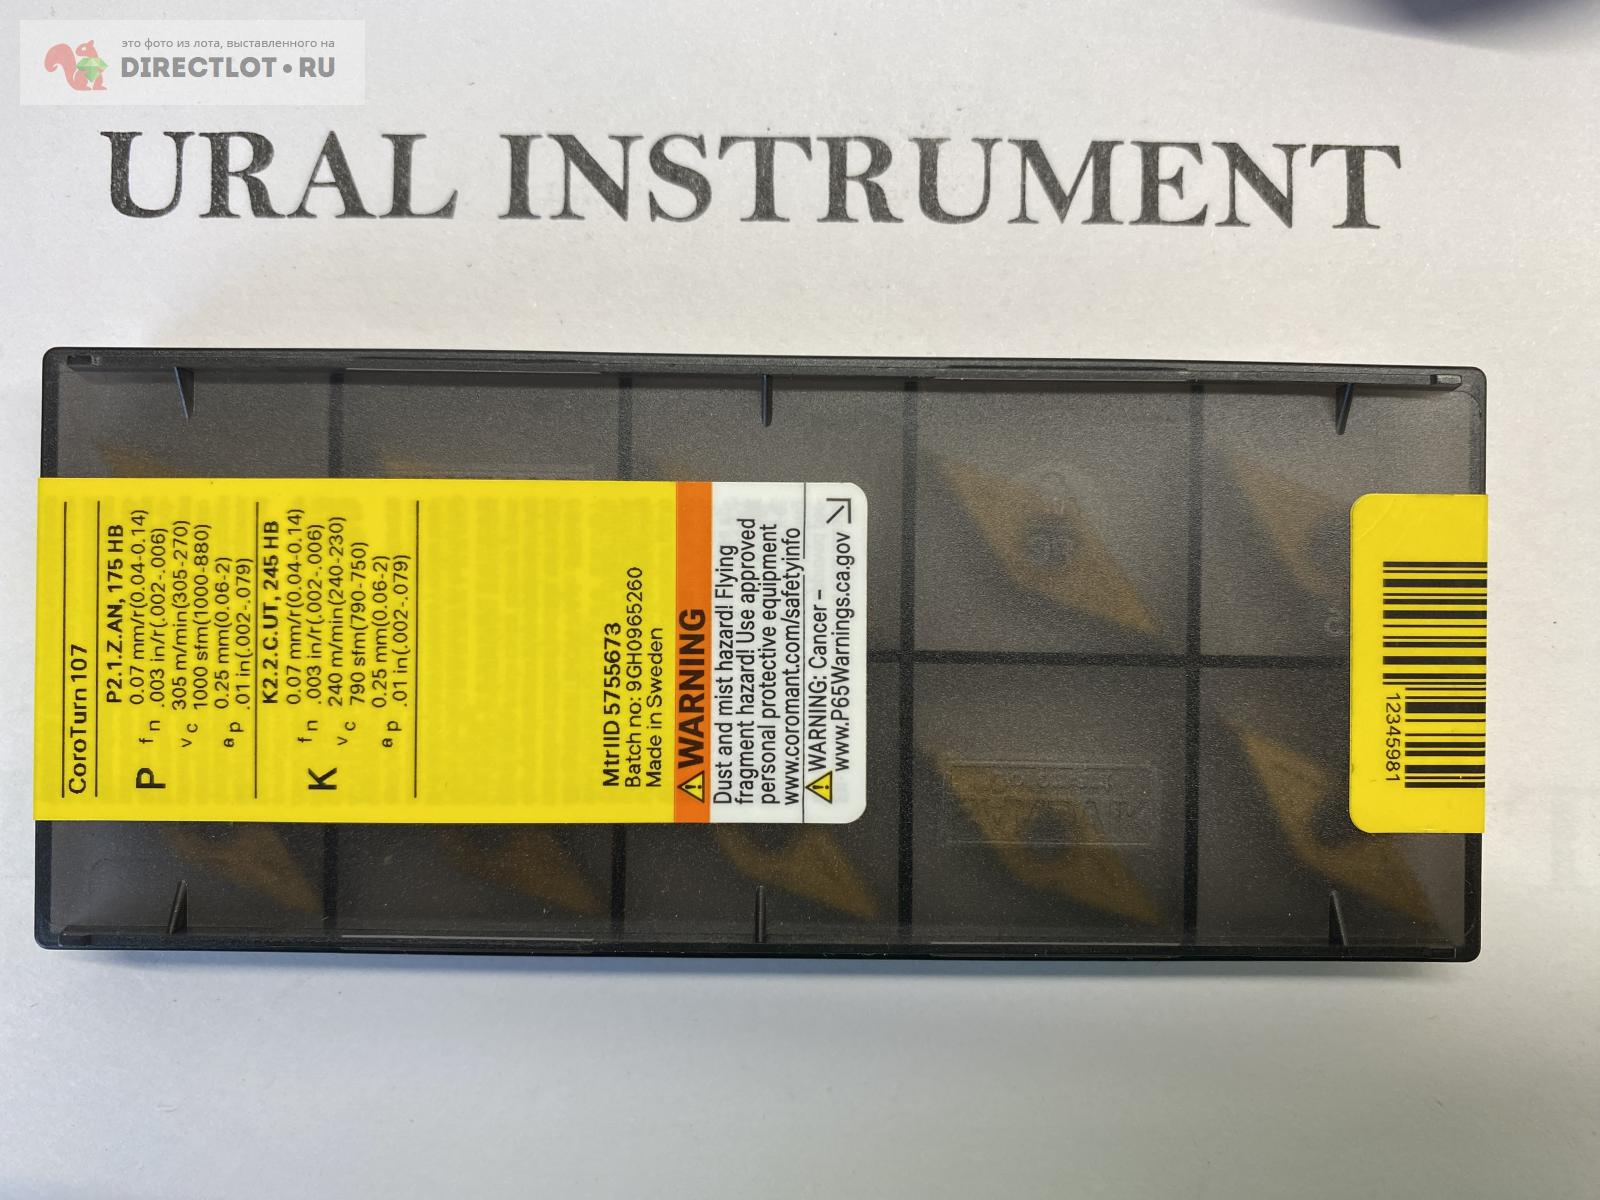 это фото из лота, выставленного на
DIRECTLOT•RU
URAL INSTRUMENT
CoroTurn 107
P
P2.1.Z.AN, 175 HB
fn 0.07 mm/r(0.04-0.14)
.003 in/r(.002-.006)
vc 305 m/min(305-270)
1000 sfm(1000-880)
ap 0.25 mm(0.06-2)
.01 in(.002-.079)
K
K2.2.C.UT, 245 HB
fn 0.07 mm/r(0.04-0.14)
.003 in/r(.002-.006)
vc 240 m/min(240-230)
790 sfm(790-750)
ap 0.25 mm(0.06-2)
.01 in(.002-.079)
MtrlID 5755673
Batch no: 9GH0965260
Made in Sweden
WARNING
Dust and mist hazard! Flying
fragment hazard! Use approved
personal protective equipment
www.coromant.com/safetyinfo
WARNING: Cancer –
www.P65Warnings.ca.gov
12345981